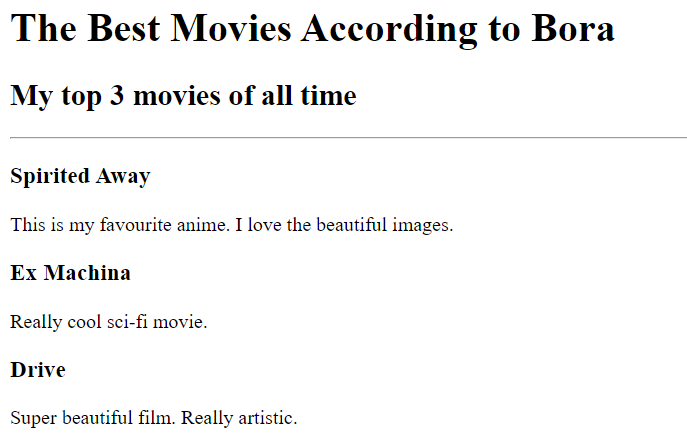 The Best Movies According to Bora
My top 3 movies of all time
Spirited Away
This is my favourite anime. I love the beautiful images.
Ex Machina
Really cool sci-fi movie.
Drive
Super beautiful film. Really artistic.